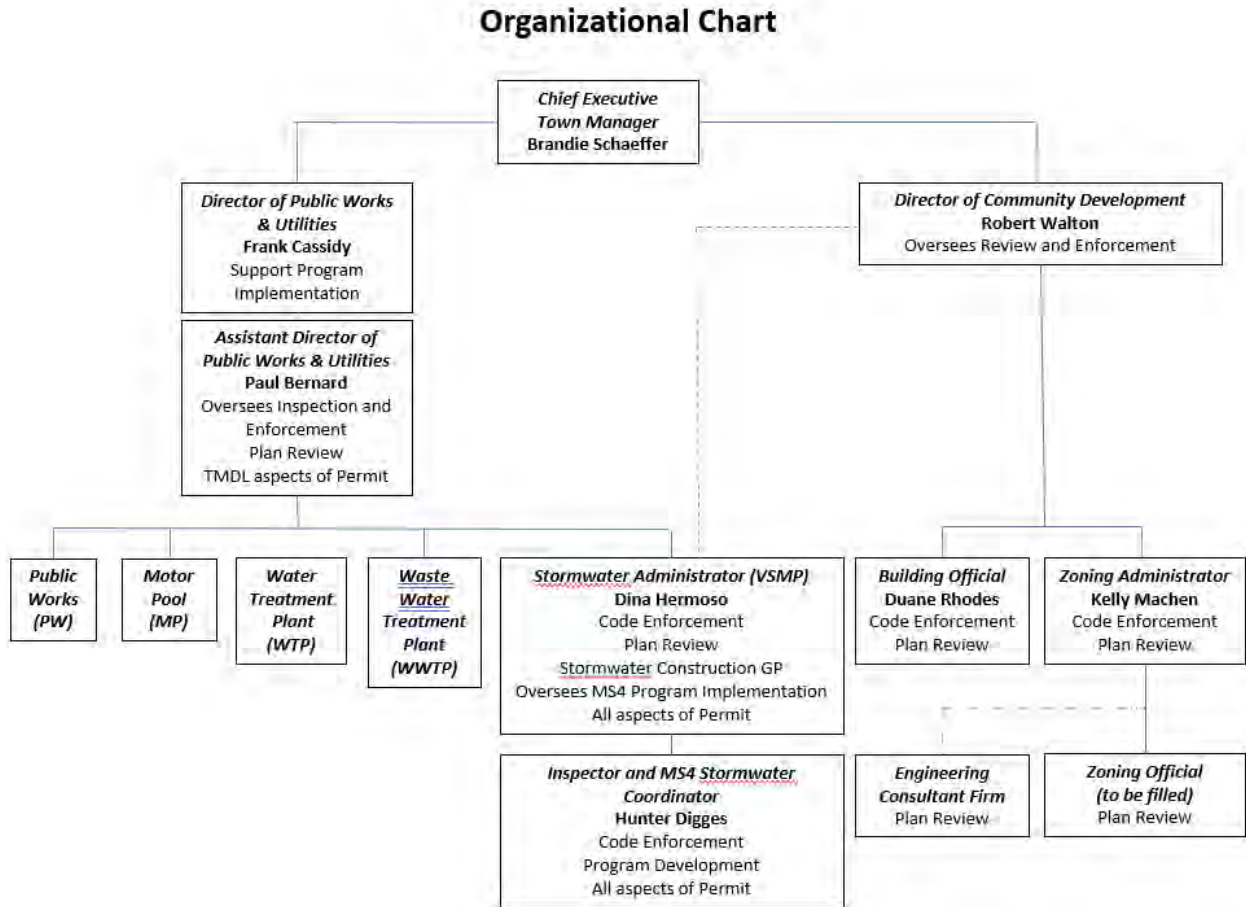 Organizational Chart
Chief Executive
Town Manager
Brandie Schaeffer
Director of Public Works
& Utilities
Frank Cassidy
Support Program
Implementation
Director of Community Development
Robert Walton
Oversees Review and Enforcement
Assistant Director of
Public Works & Utilities
Paul Bernard
Oversees Inspection and
Enforcement
Plan Review
TMDL aspects of Permit
Public
Works
(PW)
Motor
Pool
(MP)
Water
Treatment
Plant
(WTP)
Waste
Water
Treatment
Plant
(WWTP)
Stormwater Administrator (VSMP)
Dina Hermoso
Code Enforcement
Plan Review
Stormwater Construction GP
Oversees MS4 Program Implementation
All aspects of Permit
Building Official
Duane Rhodes
Code Enforcement
Plan Review
Zoning Administrator
Kelly Machen
Code Enforcement
Plan Review
Inspector and MS4 Stormwater
Coordinator
Hunter Digges
Code Enforcement
Program Development
All aspects of Permit
Engineering
Consultant Firm
Plan Review
Zoning Official
(to be filled)
Plan Review